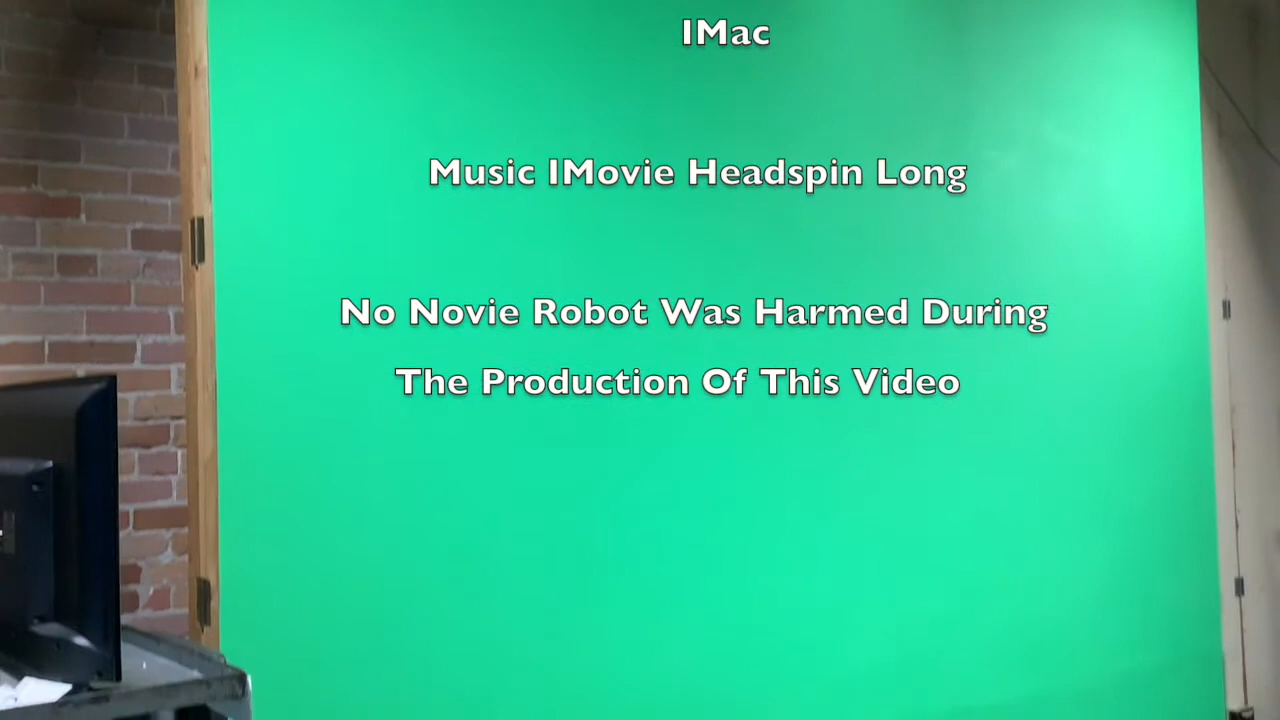 IMac
Music IMovie Headspin Long
No Novie Robot Was Harmed During
The Production Of This Video